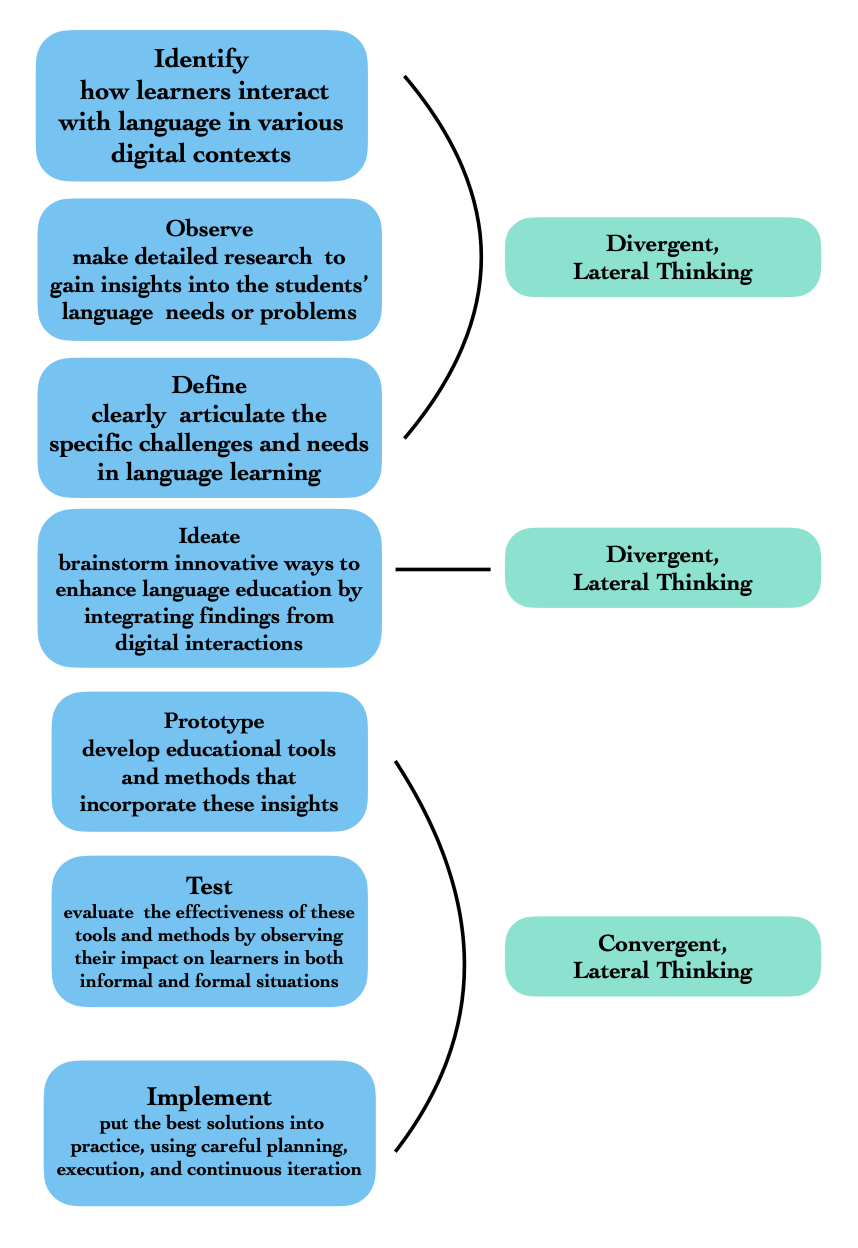 Identify
how learners interact
with language in various
digital contexts
Observe
make detailed research  to
gain insights into the students’
language  needs or problems
Divergent,
Lateral Thinking
Define
clearly  articulate the
specific challenges and needs
in language learning
Ideate
brainstorm innovative ways to
enhance language education by
integrating findings from
digital interactions
Divergent,
Lateral Thinking
Prototype
develop educational tools
and methods that
incorporate these insights
Test
evaluate  the effectiveness of these
tools and methods by observing
their impact on learners in both
informal and formal situations
Convergent,
Lateral Thinking
Implement
put the best solutions into
practice, using careful planning,
execution, and continuous iteration